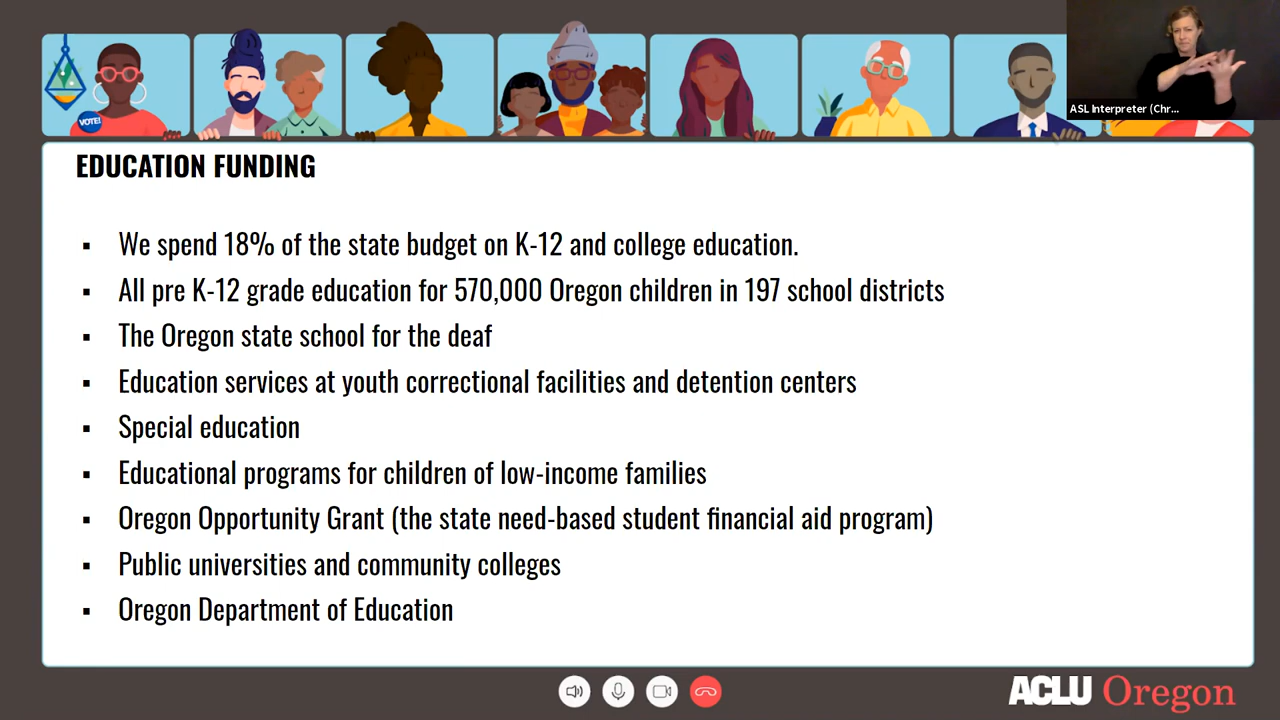 VOTE!
ASL Interpreter (Chr...
EDUCATION FUNDING
▪ We spend 18% of the state budget on K-12 and college education.
▪ All pre K-12 grade education for 570,000 Oregon children in 197 school districts
▪ The Oregon state school for the deaf
▪ Education services at youth correctional facilities and detention centers
▪ Special education
▪ Educational programs for children of low-income families
▪ Oregon Opportunity Grant (the state need-based student financial aid program)
▪ Public universities and community colleges
▪ Oregon Department of Education
ACLU Oregon